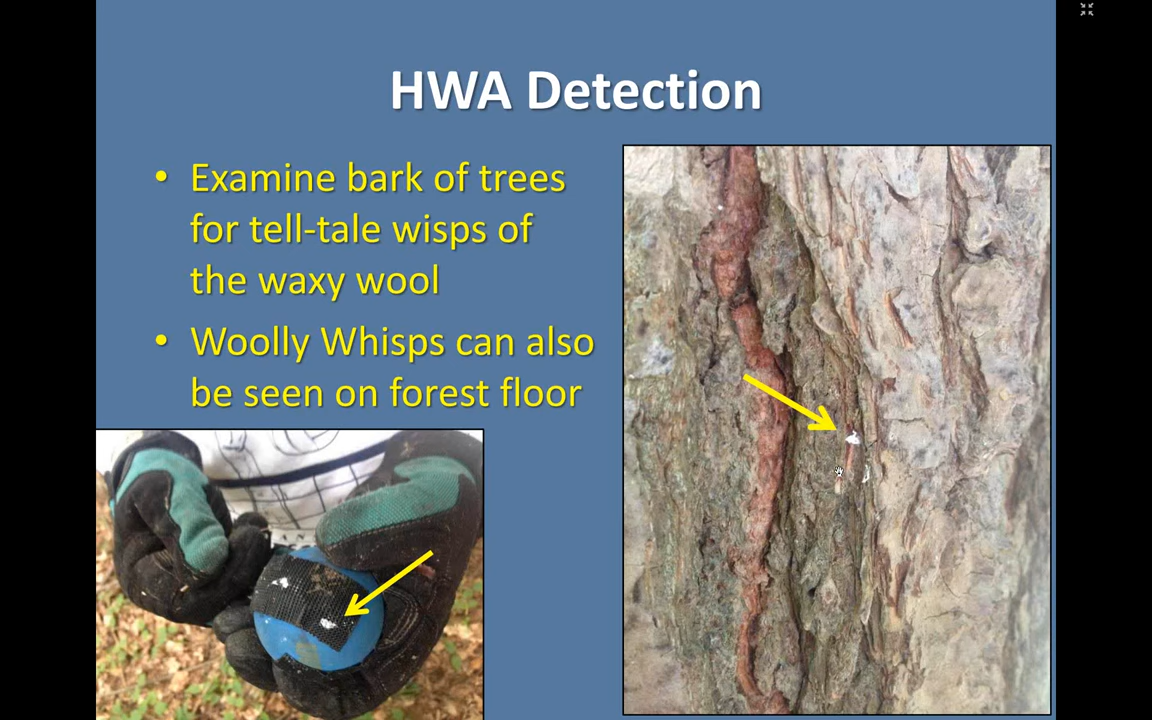 HWA Detection
• Examine bark of trees
for tell-tale wisps of
the waxy wool
• Woolly Whisps can also
be seen on forest floor